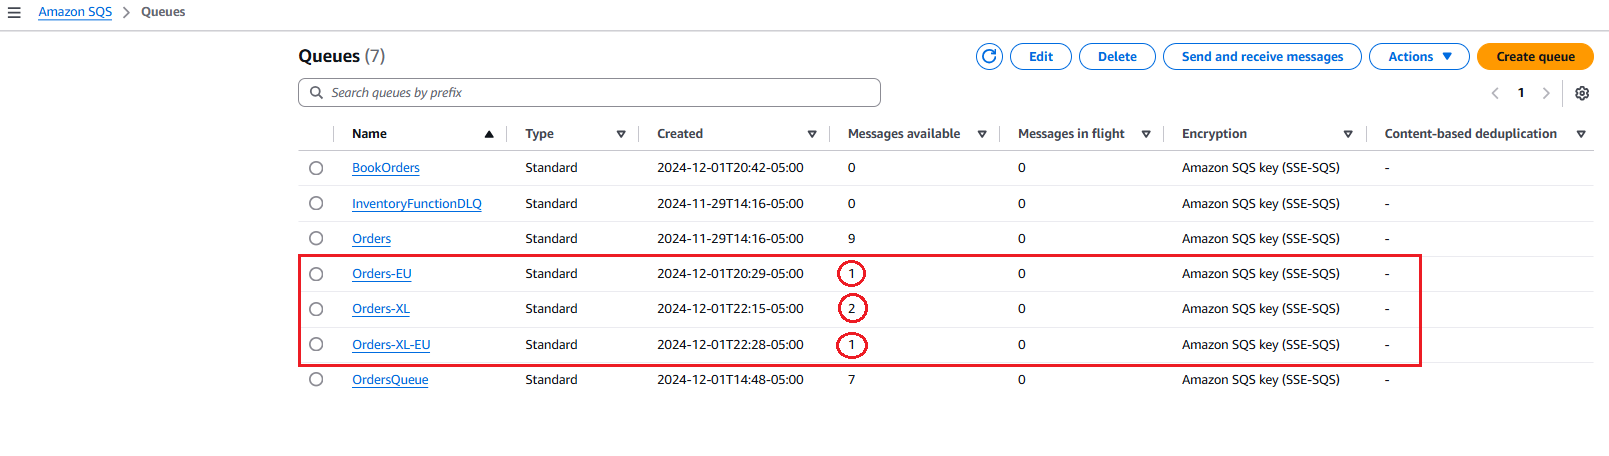 Amazon SQS > Queues
Queues (7) Edit Delete Send and receive messages Actions Create queue
Search queues by prefix 1
Name Type Created Messages available Messages in flight Encryption Content-based deduplication
BookOrders Standard 2024-12-01T20:42-05:00 0 0 Amazon SQS key (SSE-SQS) -
InventoryFunctionDLQ Standard 2024-11-29T14:16-05:00 0 0 Amazon SQS key (SSE-SQS) -
Orders Standard 2024-11-29T14:16-05:00 9 0 Amazon SQS key (SSE-SQS) -
Orders-EU Standard 2024-12-01T20:29-05:00 1 0 Amazon SQS key (SSE-SQS) -
Orders-XL Standard 2024-12-01T22:15-05:00 2 0 Amazon SQS key (SSE-SQS) -
Orders-XL-EU Standard 2024-12-01T22:28-05:00 1 0 Amazon SQS key (SSE-SQS) -
OrdersQueue Standard 2024-12-01T14:48-05:00 7 0 Amazon SQS key (SSE-SQS) -